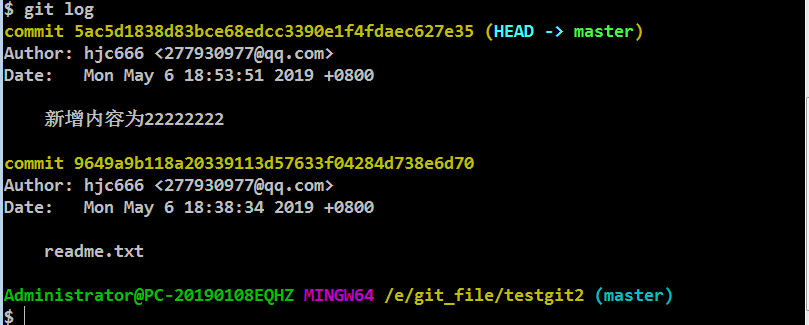 $ git log
commit 5ac5d1838d83bce68edcc3390e1f4fdaec627e35 (HEAD -> master)
Author: hjc666 <277930977@qq.com>
Date:   Mon May 6 18:53:51 2019 +0800
新增内容为22222222
commit 9649a9b118a20339113d57633f04284d738e6d70
Author: hjc666 <277930977@qq.com>
Date:   Mon May 6 18:38:34 2019 +0800
readme.txt
Administrator@PC-20190108EQHZ MINGW64 /e/git_file/testgit2 (master)
$